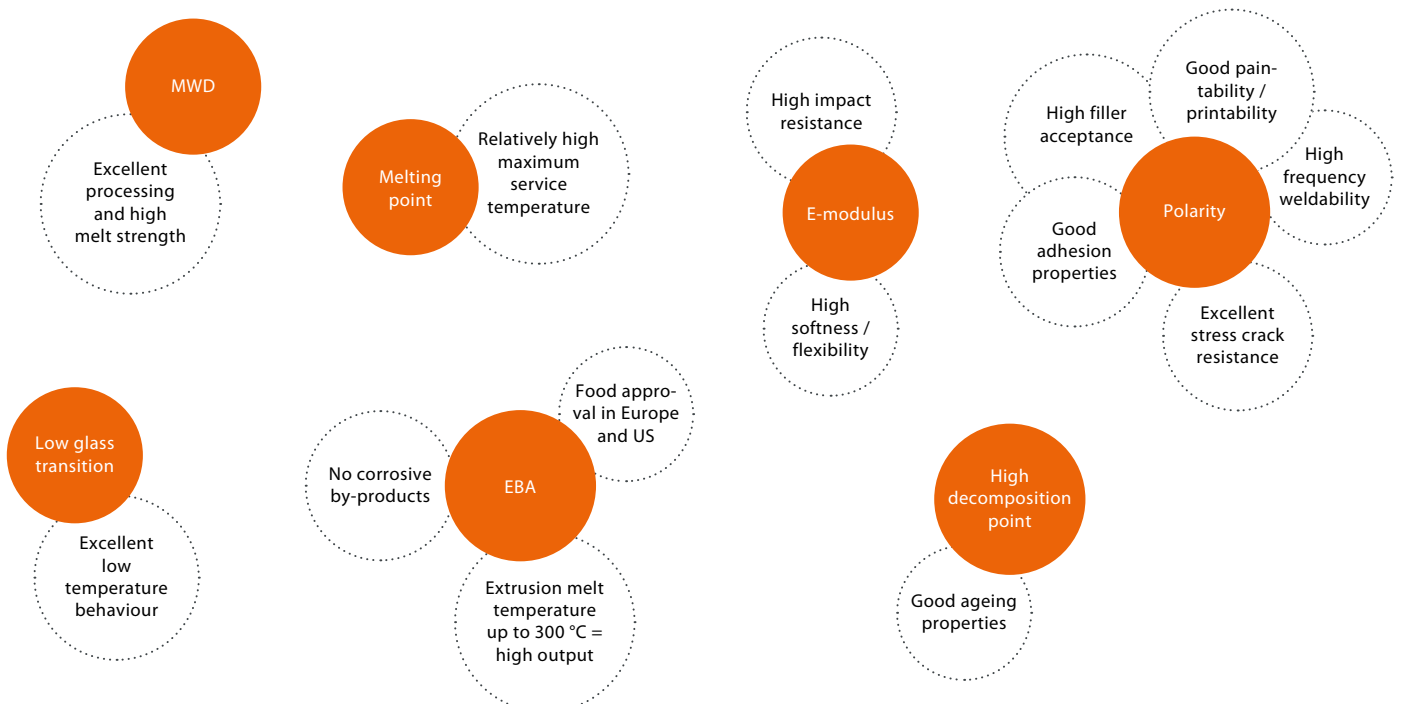 MWD
Excellent
processing
and high
melt strength
Melting
point
Relatively high
maximum
service
temperature
High impact
resistance
E-modulus
High
softness /
flexibility
Good pain-
tability /
printability
High filler
acceptance
High
frequency
weldability
Polarity
Good
adhesion
properties
Excellent
stress crack
resistance
Low glass
transition
Excellent
low
temperature
behaviour
Food appro-
val in Europe
and US
No corrosive
by-products
EBA
Extrusion melt
temperature
up to 300 °C =
high output
High
decomposition
point
Good ageing
properties